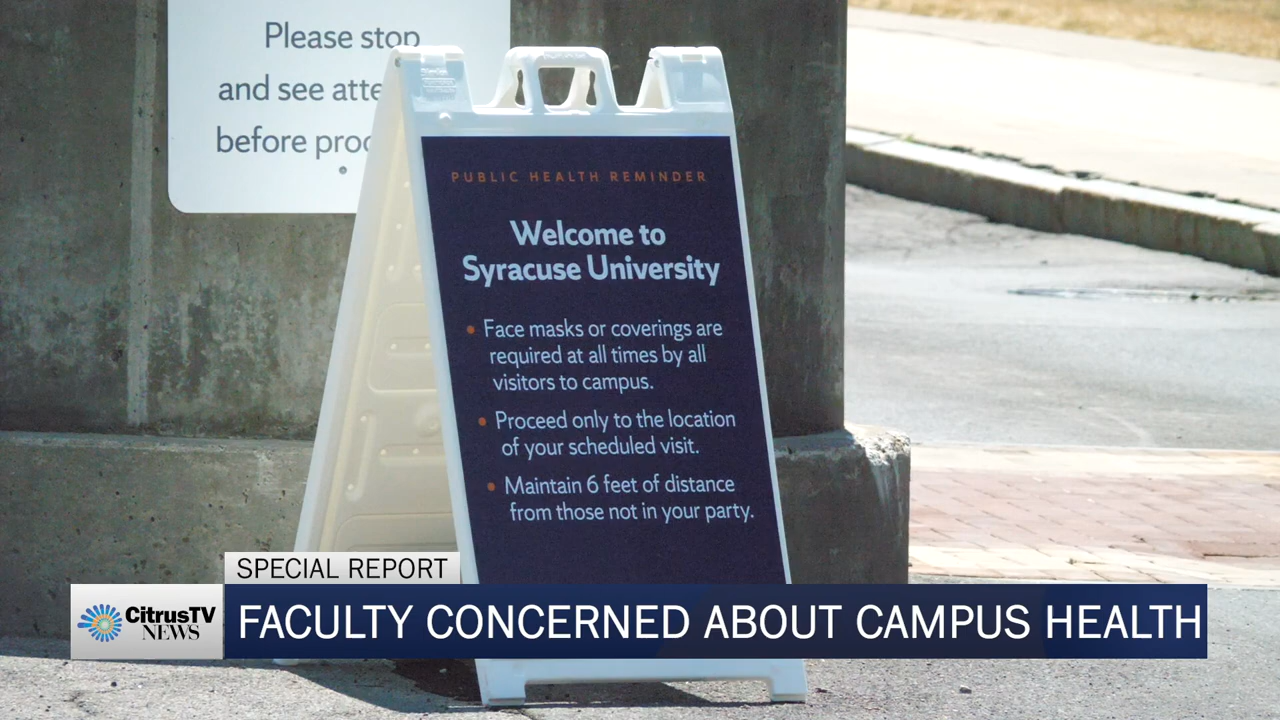 Please stop
and see
before
PUBLIC HEALTH REMINDER
Welcome to
Syracuse University
• Face masks or coverings are
required at all times by all
visitors to campus.
• Proceed only to the location
of your scheduled visit.
• Maintain 6 feet of distance
from those not in your party.
SPECIAL REPORT
CitrusTV
NEWS
FACULTY CONCERNED ABOUT CAMPUS HEALTH